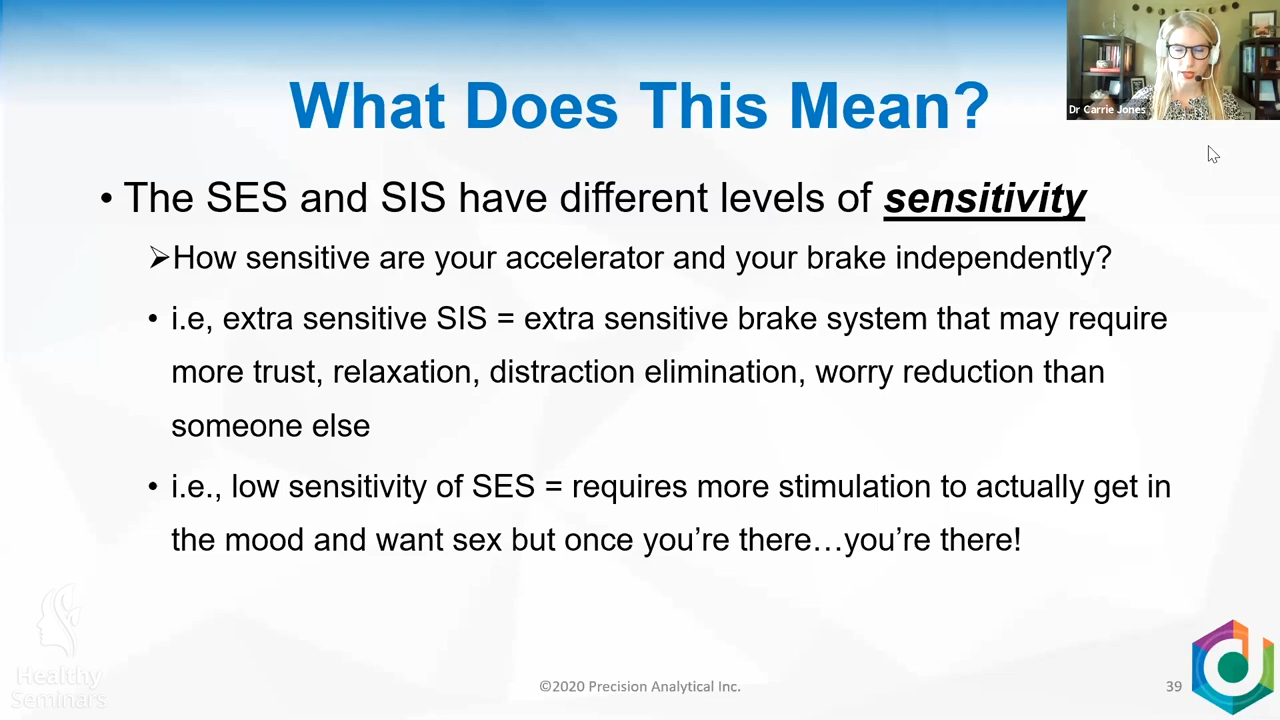 Dr Carrie Jones
What Does This Mean?
• The SES and SIS have different levels of sensitivity
➢How sensitive are your accelerator and your brake independently?
• i.e, extra sensitive SIS = extra sensitive brake system that may require
more trust, relaxation, distraction elimination, worry reduction than
someone else
• i.e., low sensitivity of SES = requires more stimulation to actually get in
the mood and want sex but once you’re there…you’re there!
Healthy
Seminars
©2020 Precision Analytical Inc.
39